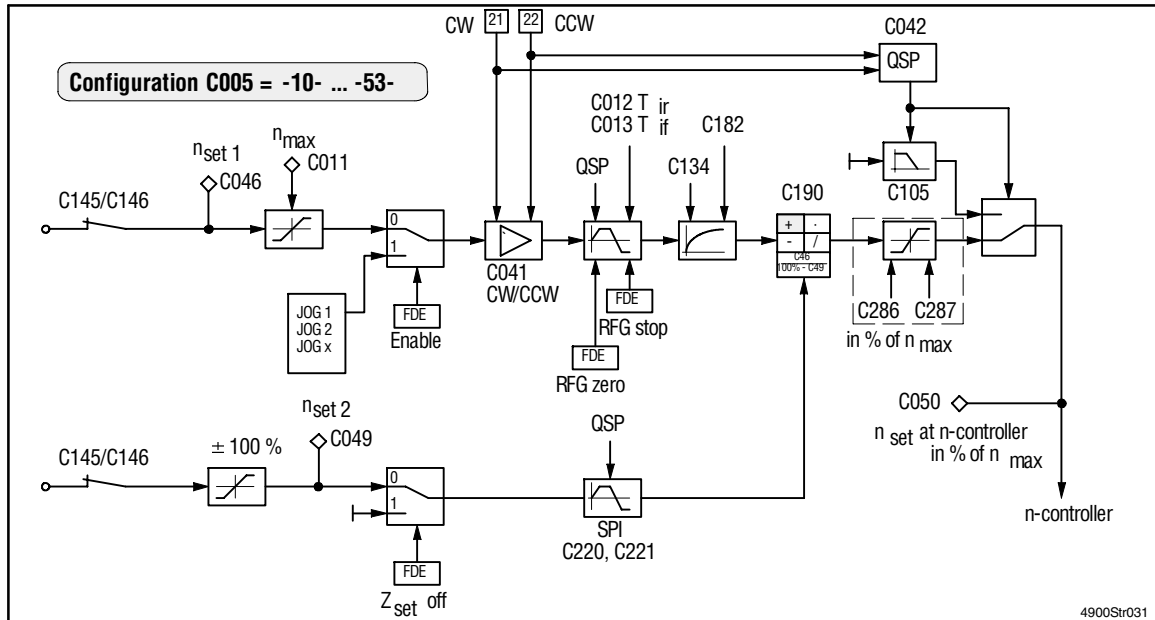 CW 21 22 CCW
C042
QSP
Configuration C005 = -10- ... -53-
C012 T ir
C013 T if
C182
n max
n set 1
C011
C046
QSP
C134
C105
C145/C146
C190
0
1
+ ·
- /
C46
100% - C49
C041
CW/CCW
JOG 1
JOG 2
JOG x
FDE
Enable
FDE
RFG stop
FDE
RFG zero
C286 C287
in % of n max
n set 2
C049
C050
n set at n-controller
in % of n max
QSP
C145/C146
± 100 %
0
1
SPI
C220, C221
n-controller
FDE
Z set off
4900Str031